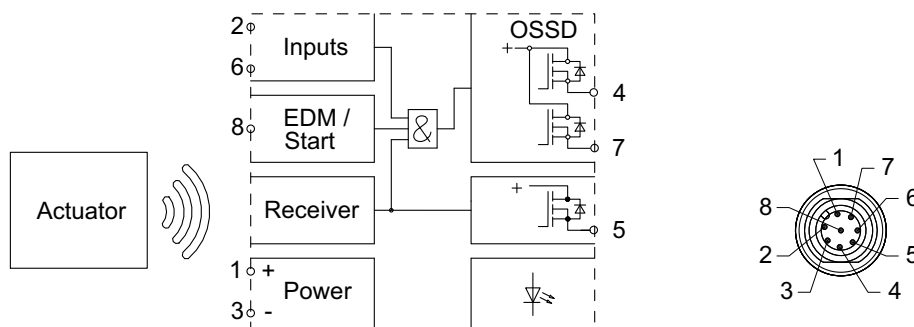 2
Inputs
6
OSSD
+
4
8
EDM /
Start
&
7
Actuator
Receiver
+
5
1 +
Power
3 -
1
7
8
6
2
5
3
4